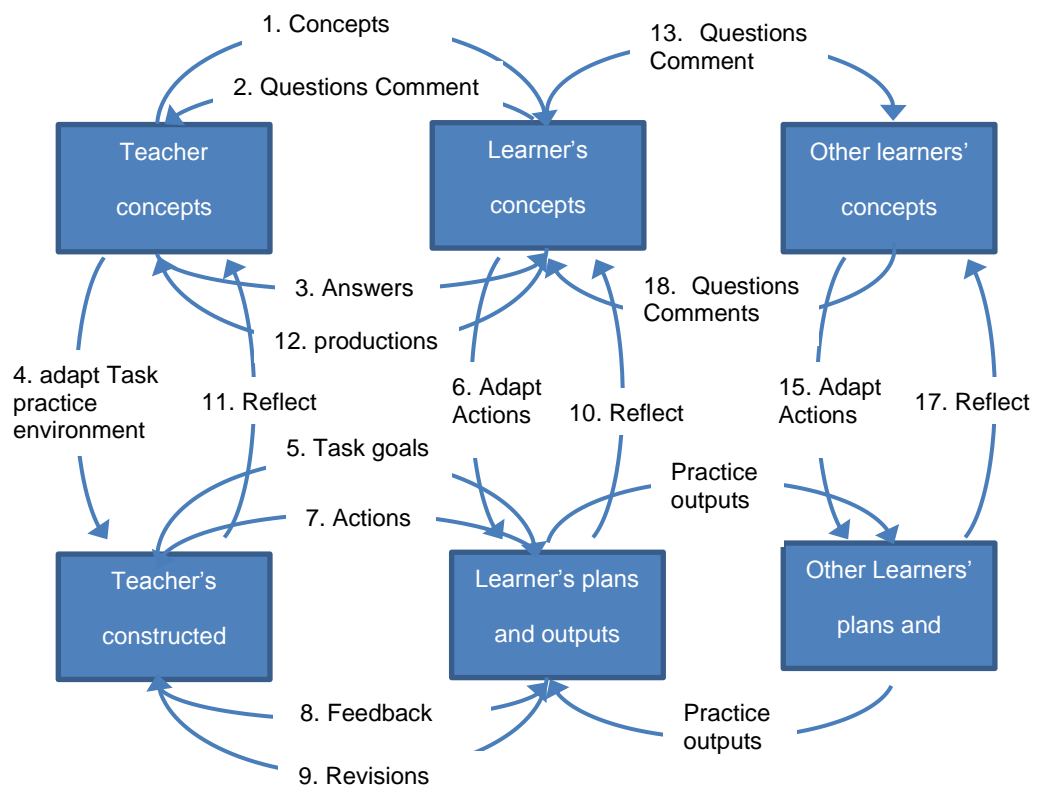 1. Concepts
13. Questions
Comment
2. Questions Comment
Teacher
concepts
Learner's
concepts
Other learners'
concepts
3. Answers
18. Questions
Comments
12. productions
4. adapt Task
practice
environment
11. Reflect
6. Adapt
Actions
10. Reflect
15. Adapt
Actions
17. Reflect
5. Task goals
Practice
outputs
7. Actions
Teacher's
constructed
Learner's plans
and outputs
Other Learners'
plans and
8. Feedback
Practice
outputs
9. Revisions